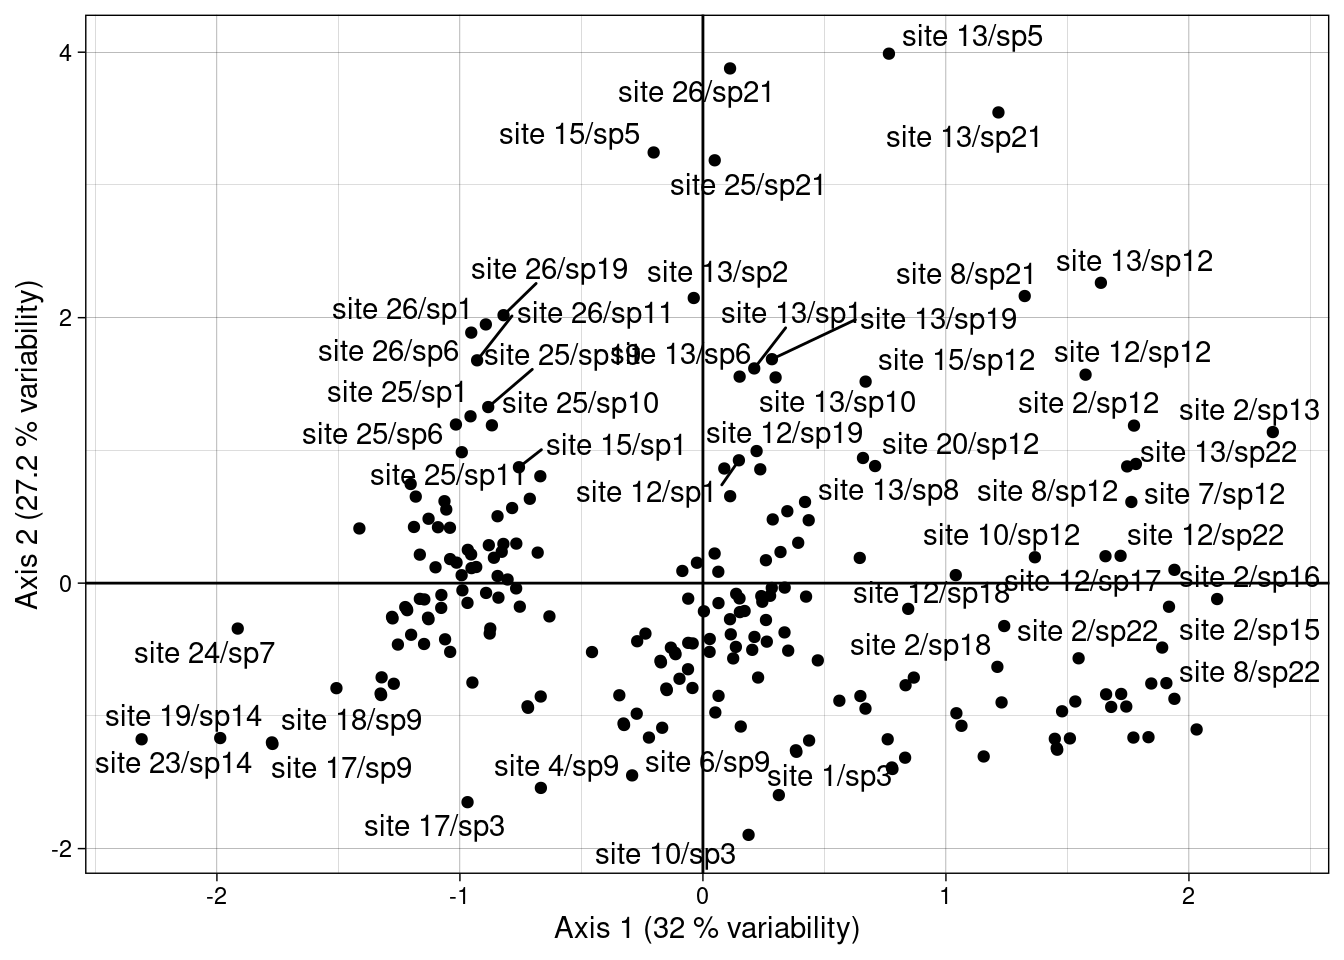 site 13/sp5
4
site 26/sp21
site 15/sp5
site 13/sp21
site 25/sp21
site 26/sp19
site 13/sp2
site 8/sp21
site 13/sp12
site 26/sp1
site 26/sp11
site 13/sp1
site 13/sp19
2
site 26/sp6
site 25/sp19
site 13/sp6
site 15/sp12
site 12/sp12
site 25/sp1
site 25/sp10
site 13/sp10
site 2/sp12
site 2/sp13
site 25/sp6
site 15/sp1
site 12/sp19
site 20/sp12
site 13/sp22
site 25/sp11
site 12/sp1
site 13/sp8
site 8/sp12
site 7/sp12
site 10/sp12
site 12/sp22
0
site 12/sp18
site 12/sp17
site 2/sp16
site 24/sp7
site 2/sp18
site 2/sp22
site 2/sp15
site 8/sp22
site 19/sp14
site 18/sp9
site 23/sp14
site 17/sp9
site 4/sp9
site 6/sp9
site 1/sp3
site 17/sp3
site 10/sp3
-2
-2
-1
0
1
2
Axis 1 (32 % variability)
Axis 2 (27.2 % variability)